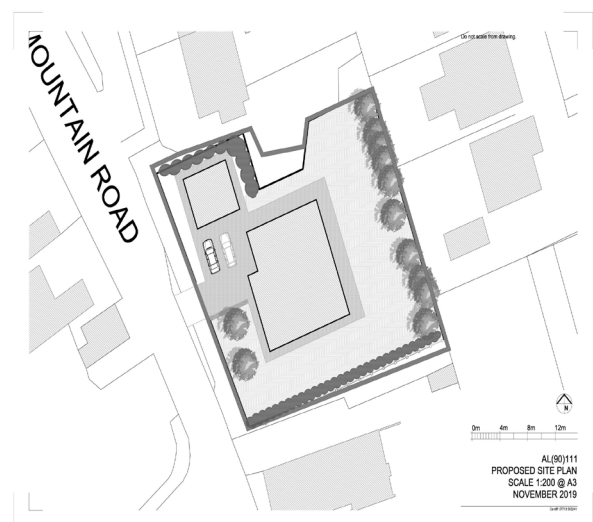 Do not scale from drawing.
MOUNTAIN ROAD
N
0m 4m 8m 12m
AL(90)111
PROPOSED SITE PLAN
SCALE 1:200 @ A3
NOVEMBER 2019